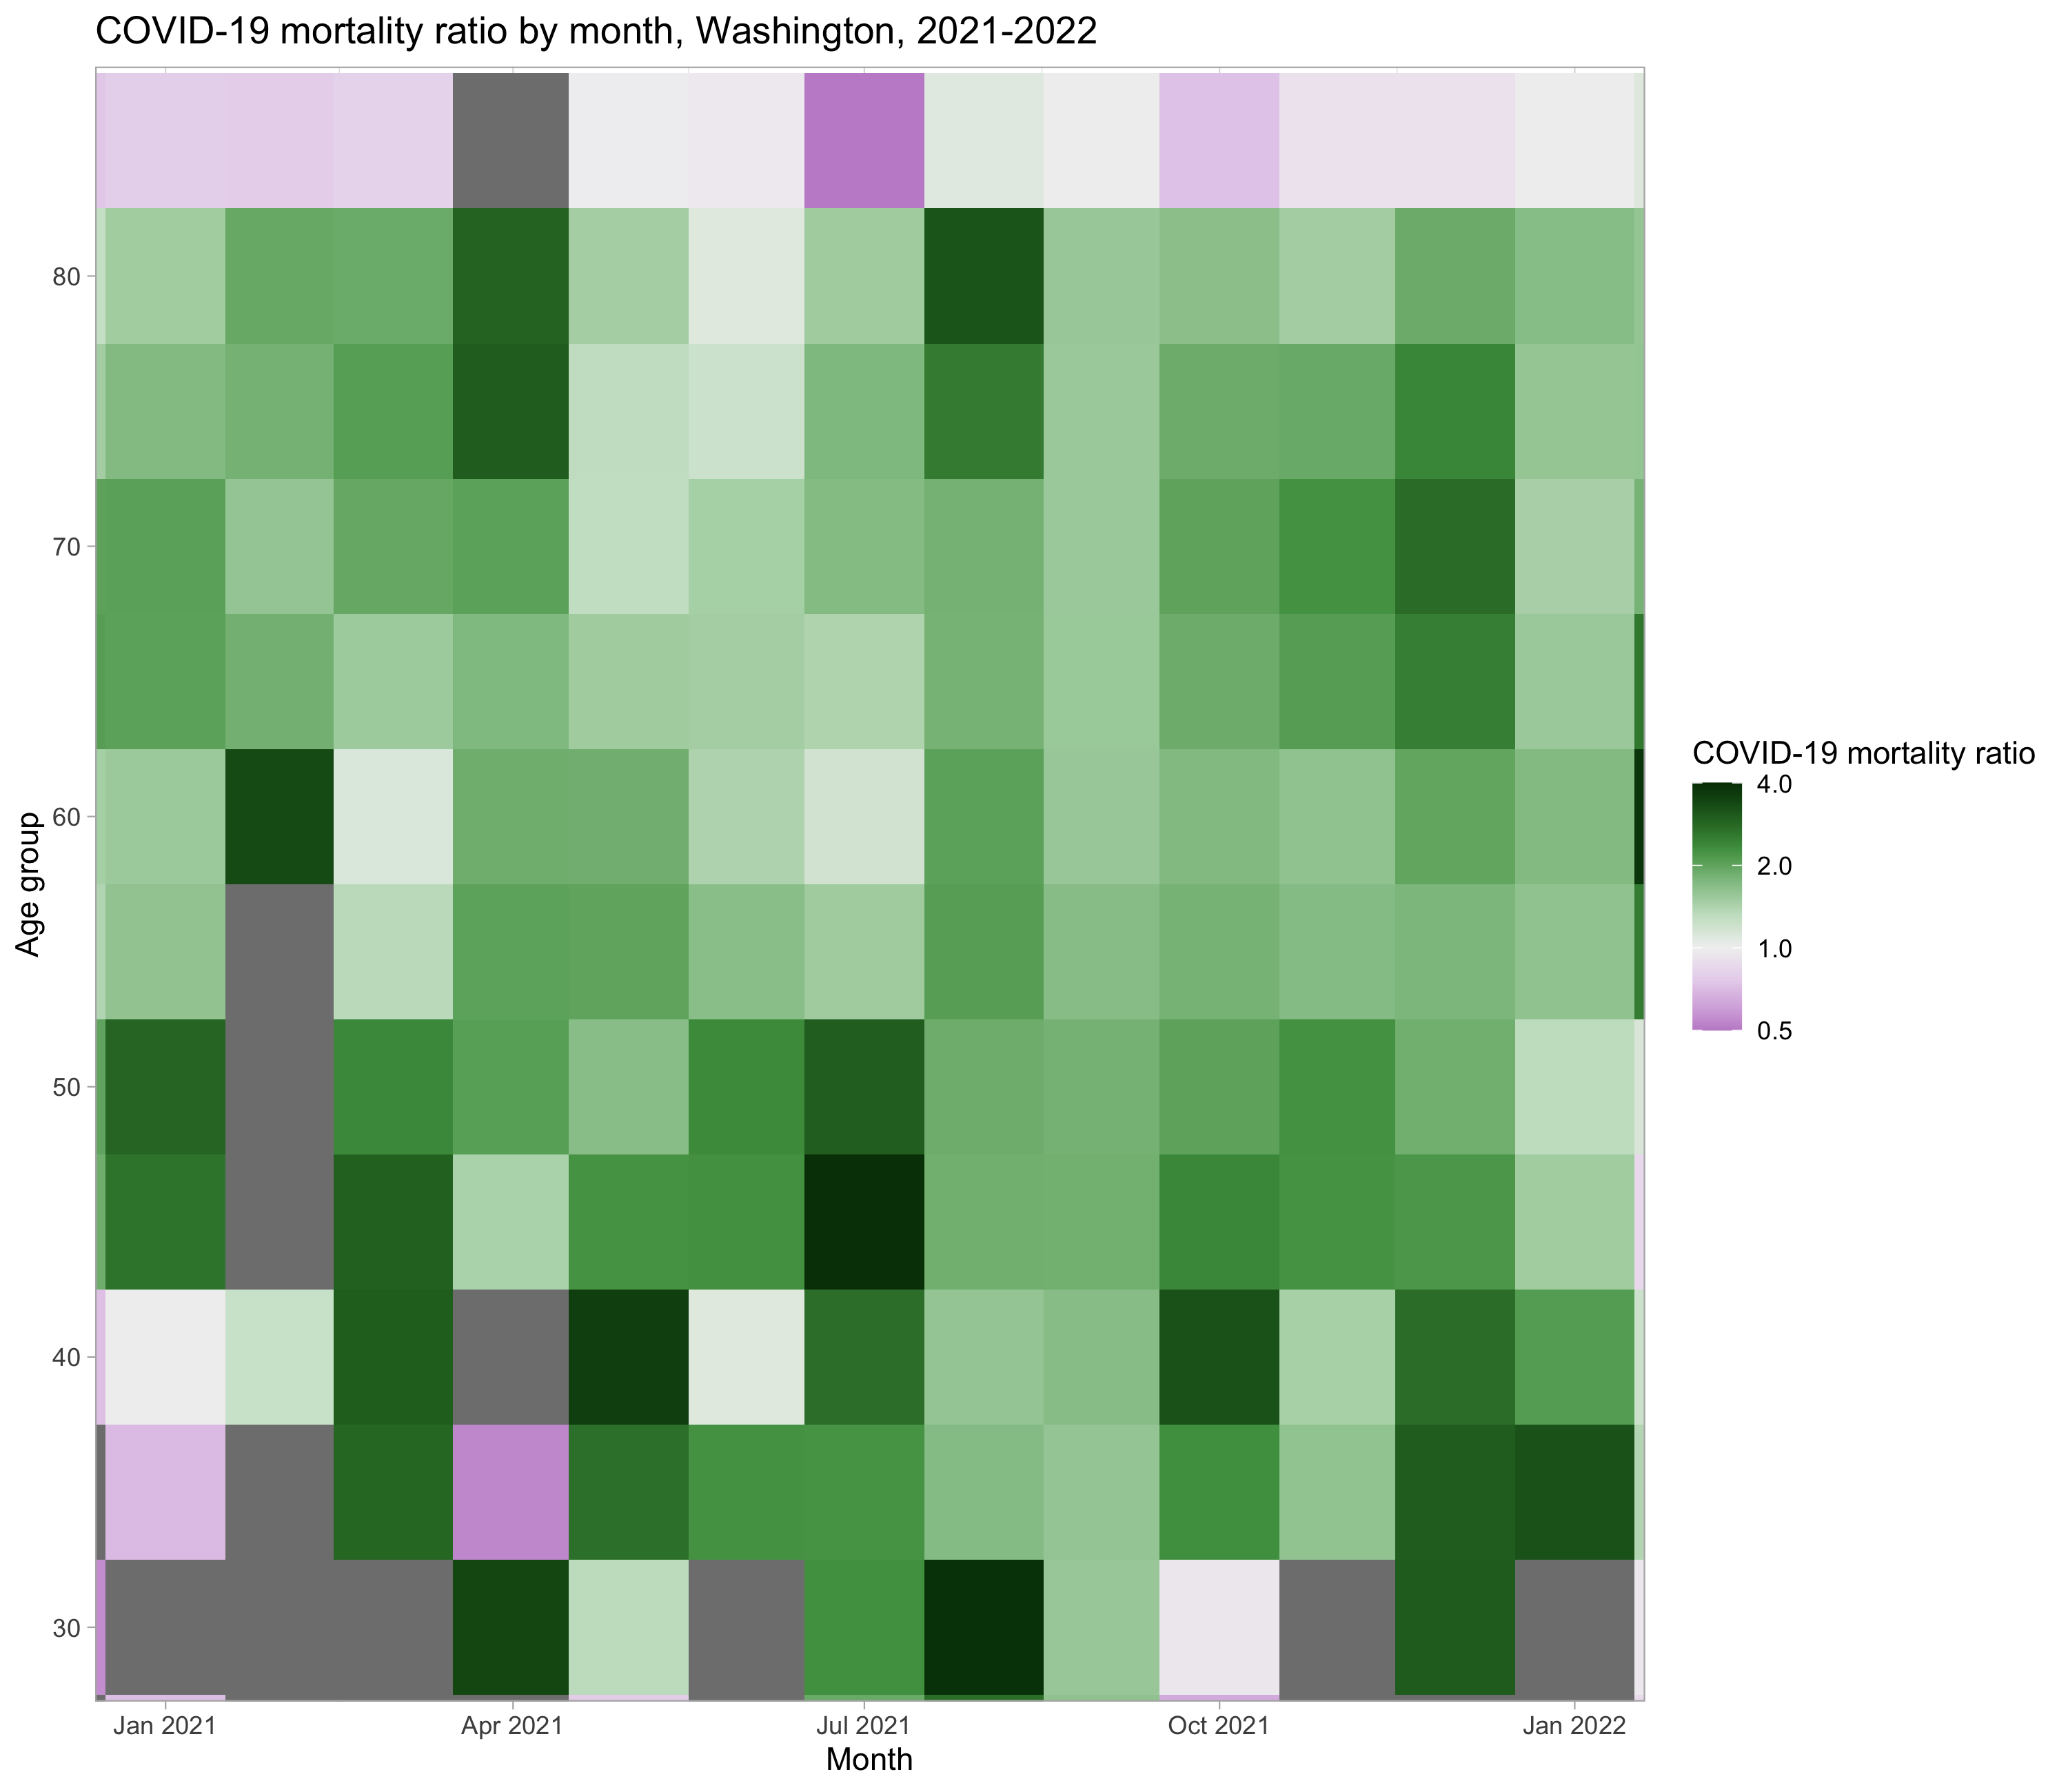 COVID-19 mortality ratio by month, Washington, 2021-2022
80
70
60
50
40
30
Age group
Jan 2021
Apr 2021
Jul 2021
Oct 2021
Jan 2022
Month
COVID-19 mortality ratio
4.0
2.0
1.0
0.5